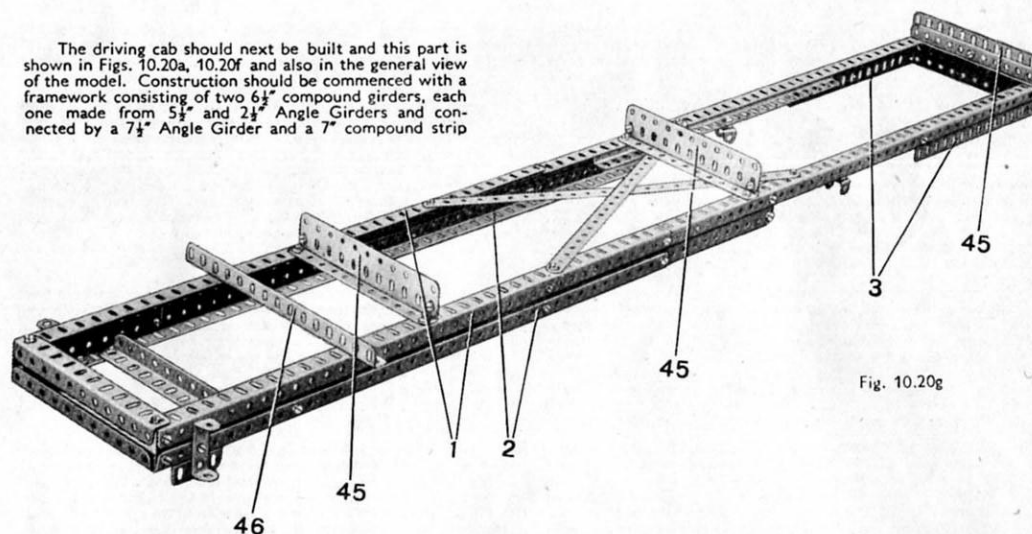 The driving cab should next be built and this part is
shown in Figs. 10.20a, 10.20f and also in the general view
of the model. Construction should be commenced with a
framework consisting of two 6½″ compound girders, each
one made from 5½″ and 2½″ Angle Girders and con-
nected by a 7½″ Angle Girder and a 7″ compound strip
45
3
45
Fig. 10.20g
1
2
45
46